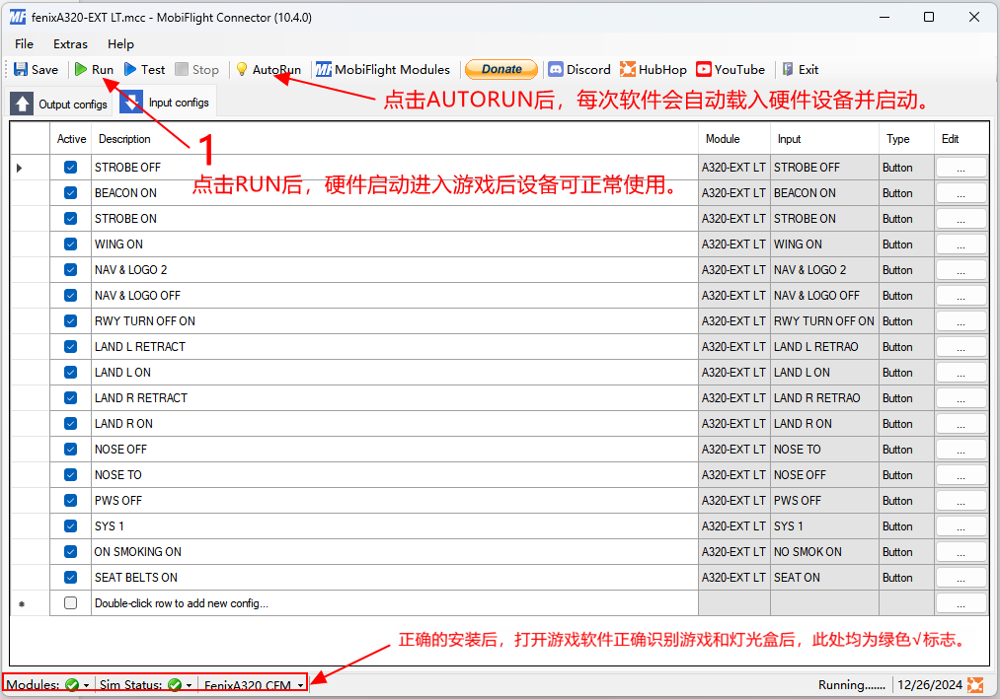 fenixA320-EXT LT.mcc - MobiFlight Connector (10.4.0)
File Extras Help
Save Run Test Stop AutoRun MobiFlight Modules Donate Discord HubHop YouTube Exit
点击AUTORUN后，每次软件会自动载入硬件设备并启动。
Output configs Input configs
1
点击RUN后，硬件启动进入游戏后设备可正常使用。
Active Description Module Input Type Edit
STROBE OFF A320-EXT LT STROBE OFF Button ...
BEACON ON A320-EXT LT BEACON ON Button ...
STROBE ON A320-EXT LT STROBE ON Button ...
WING ON A320-EXT LT WING ON Button ...
NAV & LOGO 2 A320-EXT LT NAV & LOGO 2 Button ...
NAV & LOGO OFF A320-EXT LT NAV & LOGO OFF Button ...
RWY TURN OFF ON A320-EXT LT RWY TURN OFF ON Button ...
LAND L RETRACT A320-EXT LT LAND L RETRAO Button ...
LAND L ON A320-EXT LT LAND L ON Button ...
LAND R RETRACT A320-EXT LT LAND R RETRAO Button ...
LAND R ON A320-EXT LT LAND R ON Button ...
NOSE OFF A320-EXT LT NOSE TO Button ...
NOSE TO A320-EXT LT NOSE OFF Button ...
PWS OFF A320-EXT LT PWS OFF Button ...
SYS 1 A320-EXT LT SYS 1 Button ...
ON SMOKING ON A320-EXT LT NO SMOK ON Button ...
SEAT BELTS ON A320-EXT LT SEAT ON Button ...
Double-click row to add new config... ...
正确的安装后，打开游戏软件正确识别游戏和灯光盒后，此处均为绿色√标志。
Modules: Sim Status: FenixA320 CFM Running....... 12/26/2024